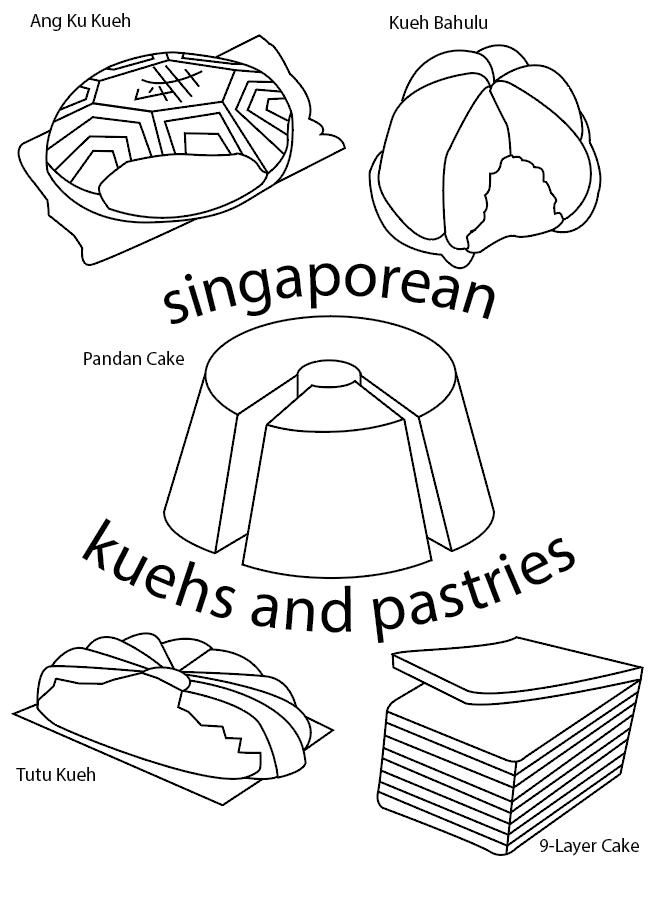 Ang Ku Kueh
Kueh Bahulu
singaporean
Pandan Cake
kuehs and pastries
Tutu Kueh
9-Layer Cake